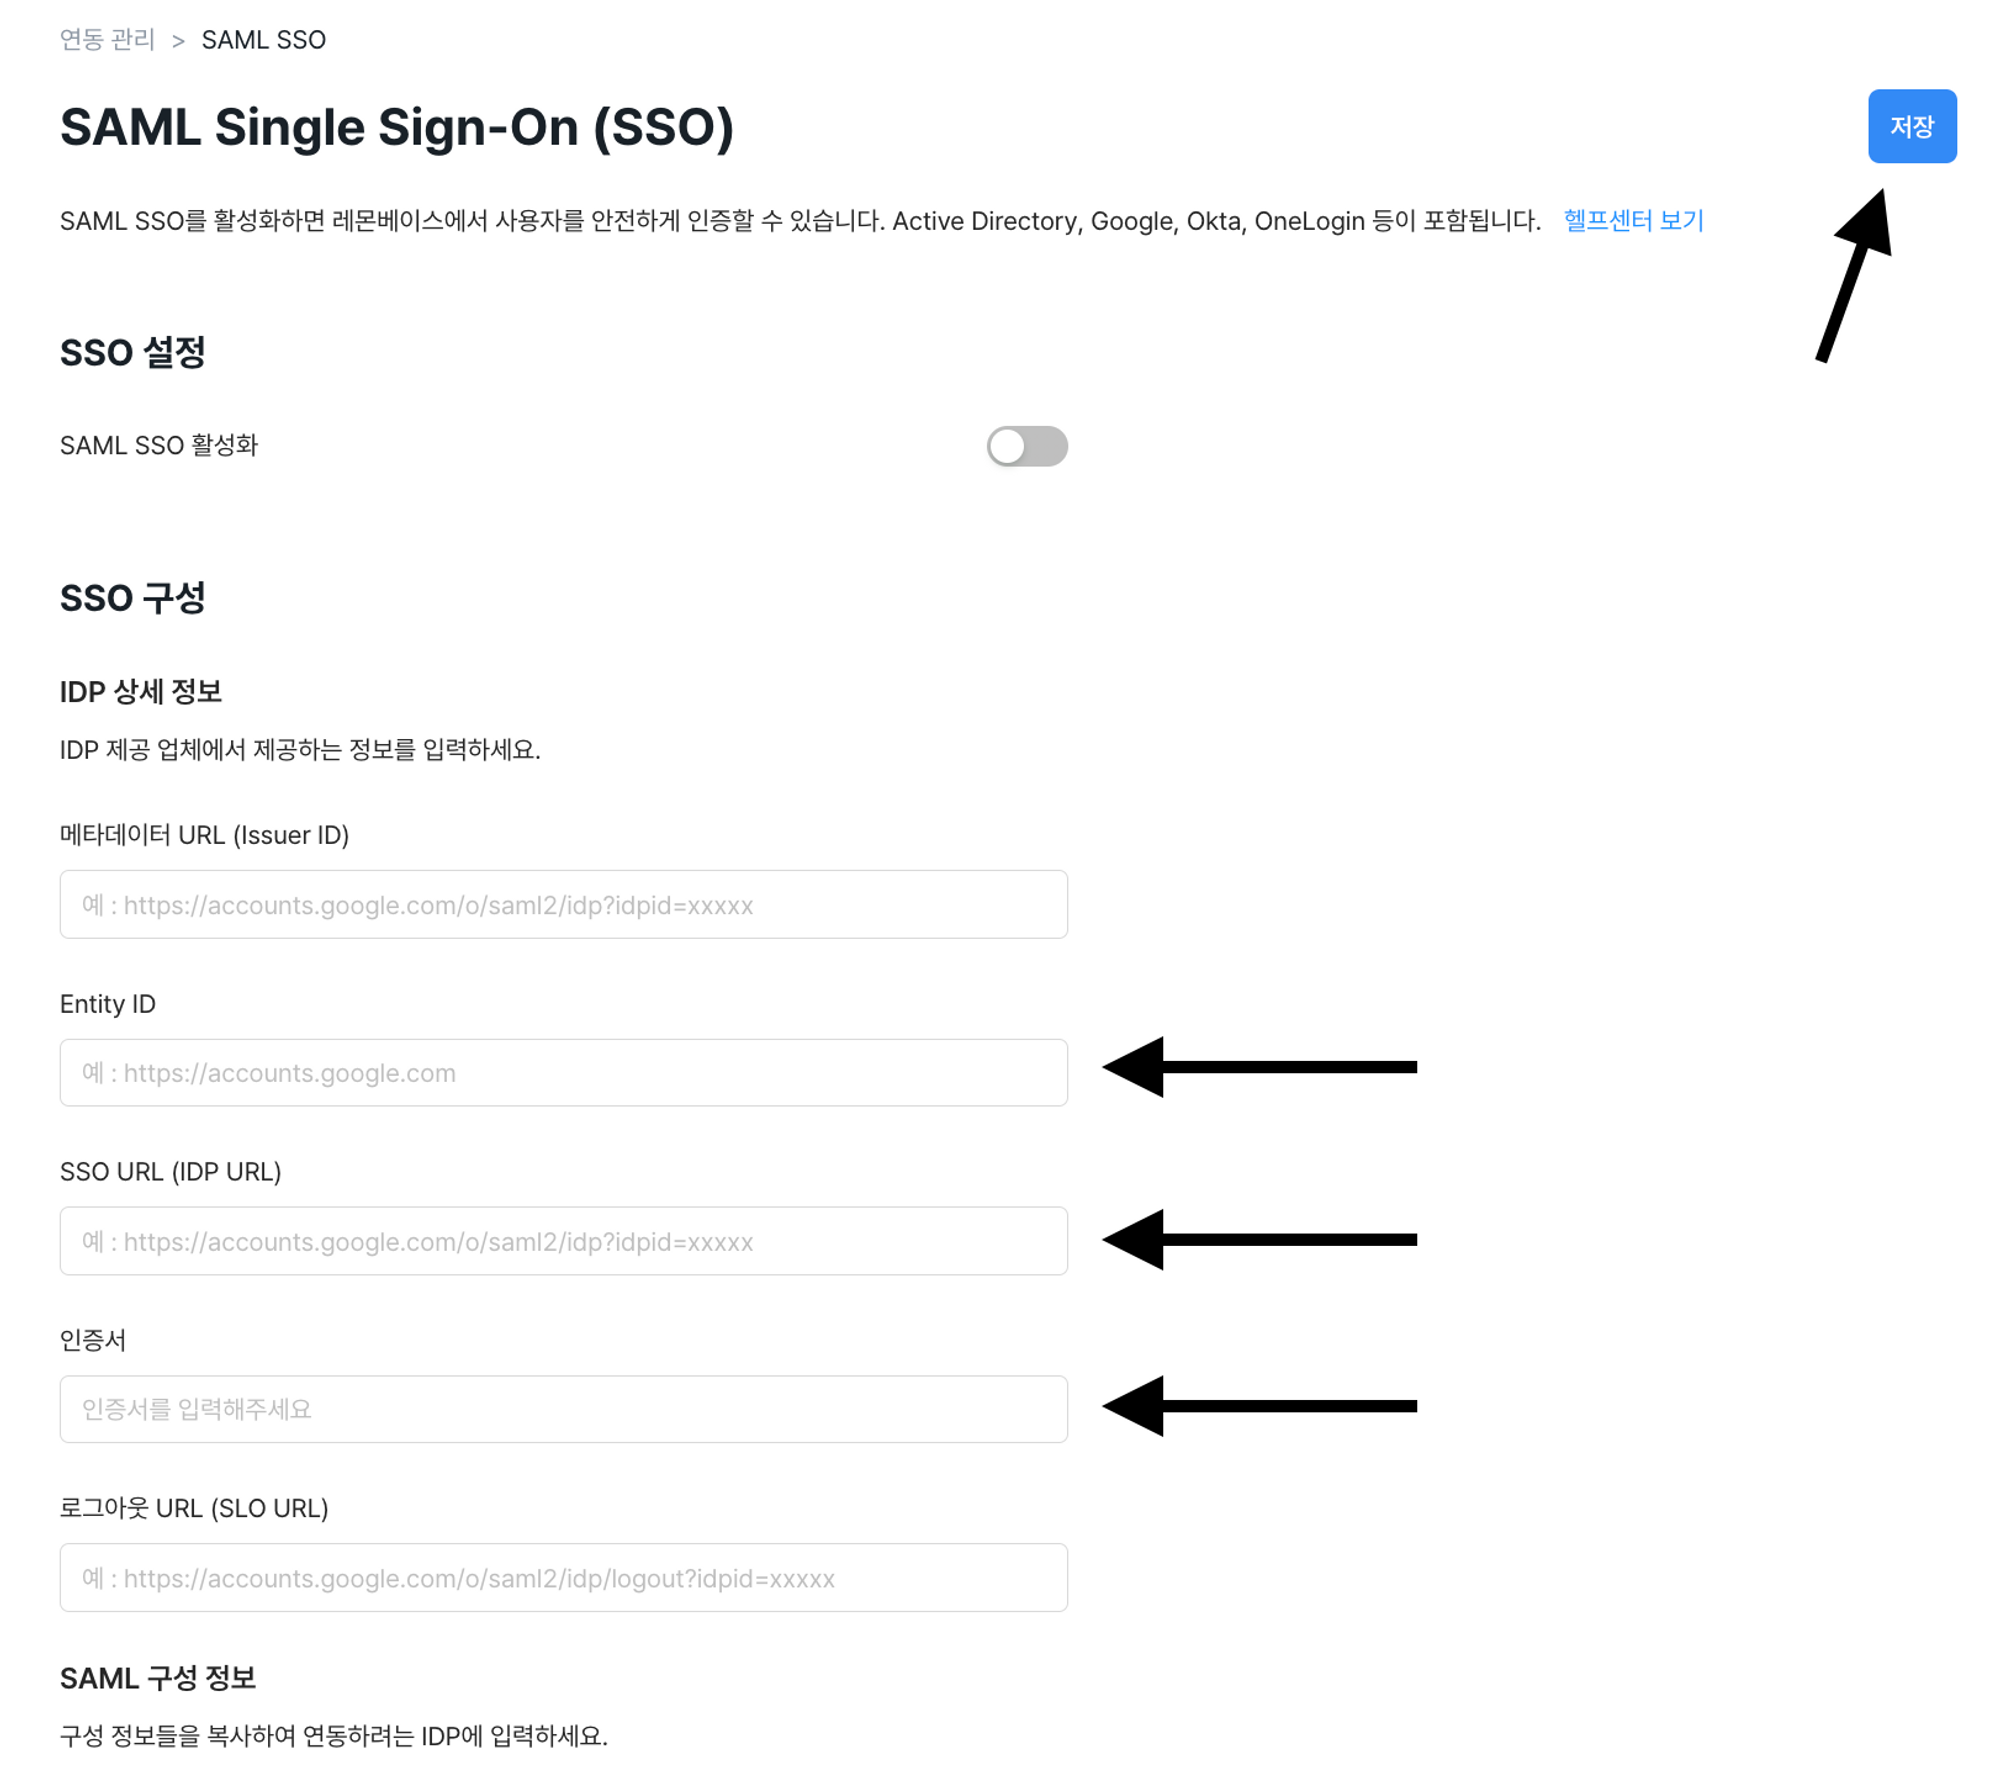 연동 관리 > SAML SSO
SAML Single Sign-On (SSO)
저장
SAML SSO를 활성화하면 레몬베이스에서 사용자를 안전하게 인증할 수 있습니다. Active Directory, Google, Okta, OneLogin 등이 포함됩니다. 헬프센터 보기
SSO 설정
SAML SSO 활성화
SSO 구성
IDP 상세 정보
IDP 제공 업체에서 제공하는 정보를 입력하세요.
메타데이터 URL (Issuer ID)
예 : https://accounts.google.com/o/saml2/idp?idpid=xxxxx
Entity ID
예 : https://accounts.google.com
SSO URL (IDP URL)
예 : https://accounts.google.com/o/saml2/idp?idpid=xxxxx
인증서
인증서를 입력해주세요
로그아웃 URL (SLO URL)
예 : https://accounts.google.com/o/saml2/idp/logout?idpid=xxxxx
SAML 구성 정보
구성 정보들을 복사하여 연동하려는 IDP에 입력하세요.